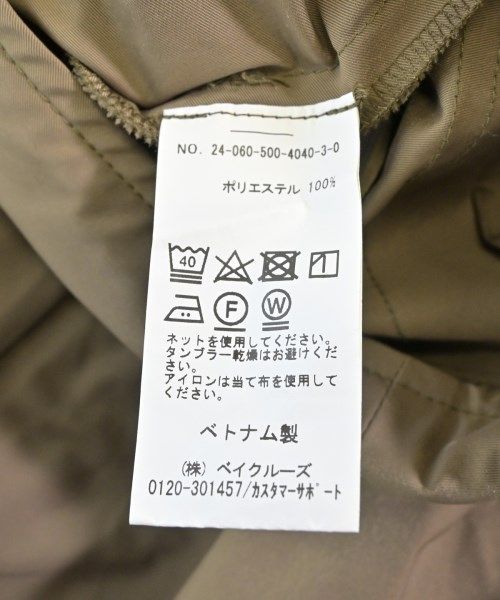 NO. 24-060-500-4040-3-0
ポリエステル 100%
40
F W
ネットを使用してください。
タンブラー乾燥はお避けくださ
い。
アイロンは当て布を使用して
ください。
ベトナム製
(株) ベイクルーズ
0120-301457/カスタマーサポート